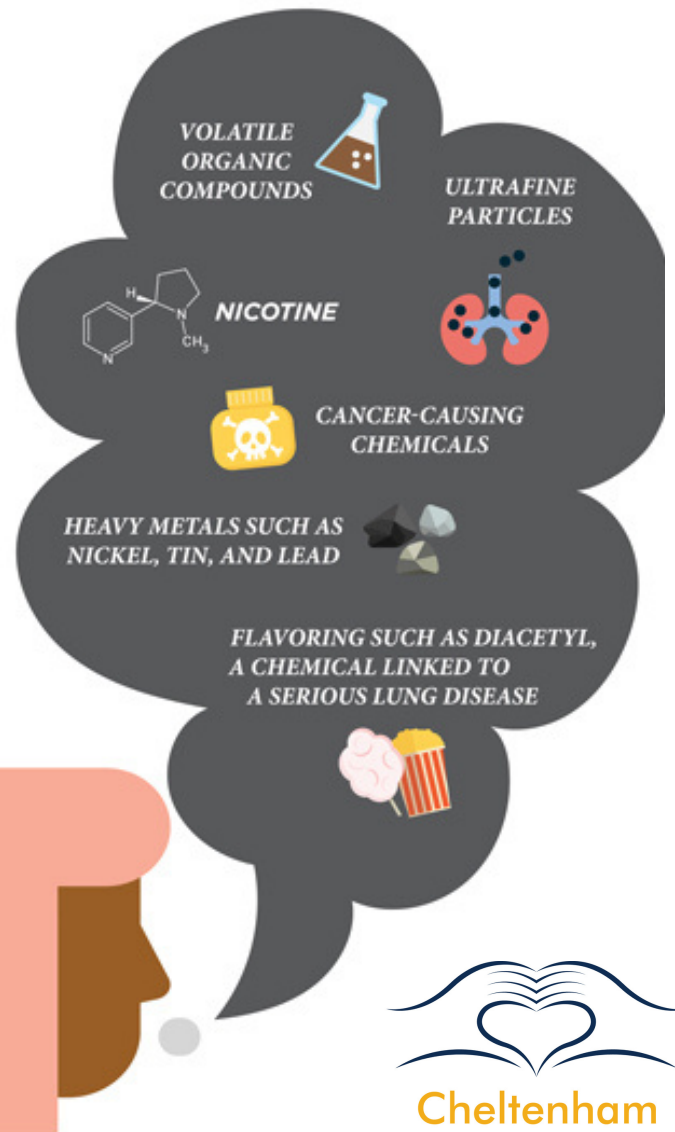 VOLATILE
ORGANIC
COMPOUNDS
ULTRAFINE
PARTICLES
H
N
CH3
N
NICOTINE
CANCER-CAUSING
CHEMICALS
HEAVY METALS SUCH AS
NICKEL, TIN, AND LEAD
FLAVORING SUCH AS DIACETYL,
A CHEMICAL LINKED TO
A SERIOUS LUNG DISEASE
Cheltenham